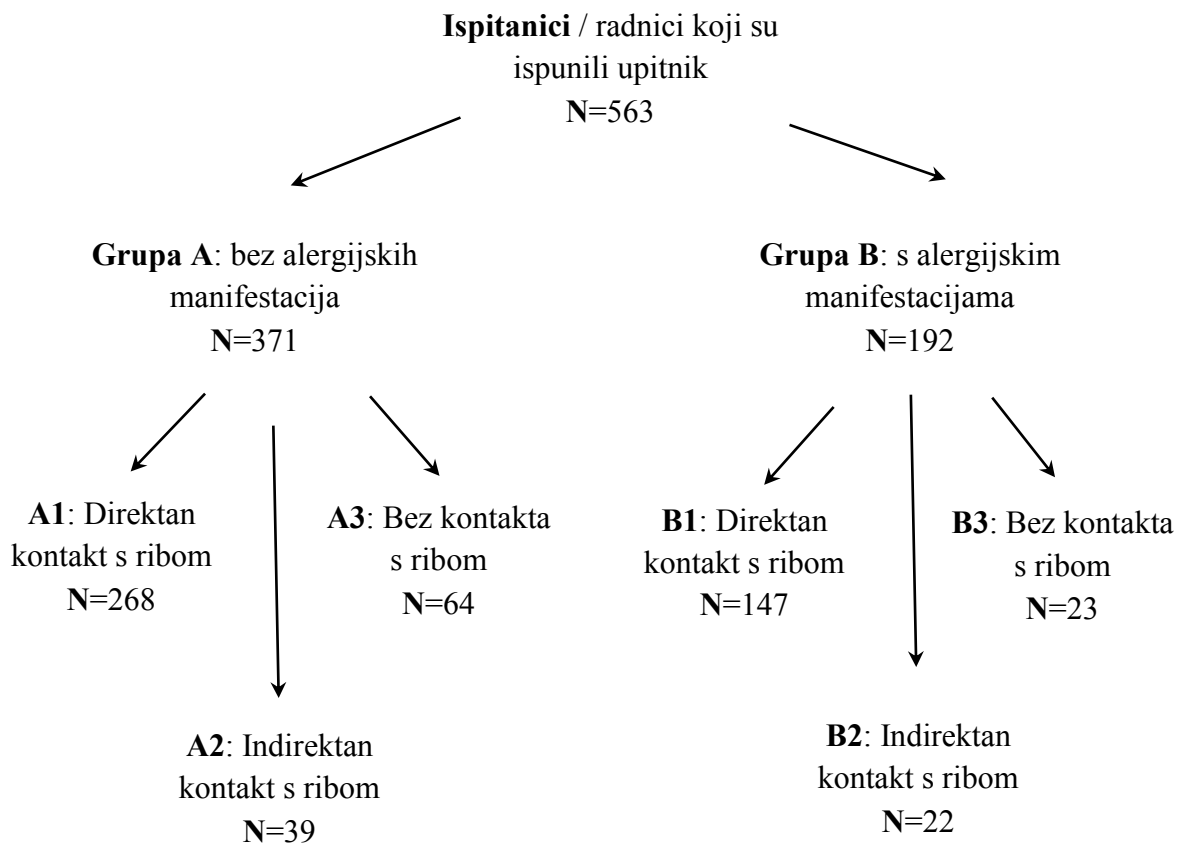 Ispitanici / radnici koji su
ispunili upitnik
N=563
Grupa A: bez alergijskih
manifestacija
N=371
Grupa B: s alergijskim
manifestacijama
N=192
A1: Direktan
kontakt s ribom
N=268
A3: Bez kontakta
s ribom
N=64
B1: Direktan
kontakt s ribom
N=147
B3: Bez kontakta
s ribom
N=23
A2: Indirektan
kontakt s ribom
N=39
B2: Indirektan
kontakt s ribom
N=22